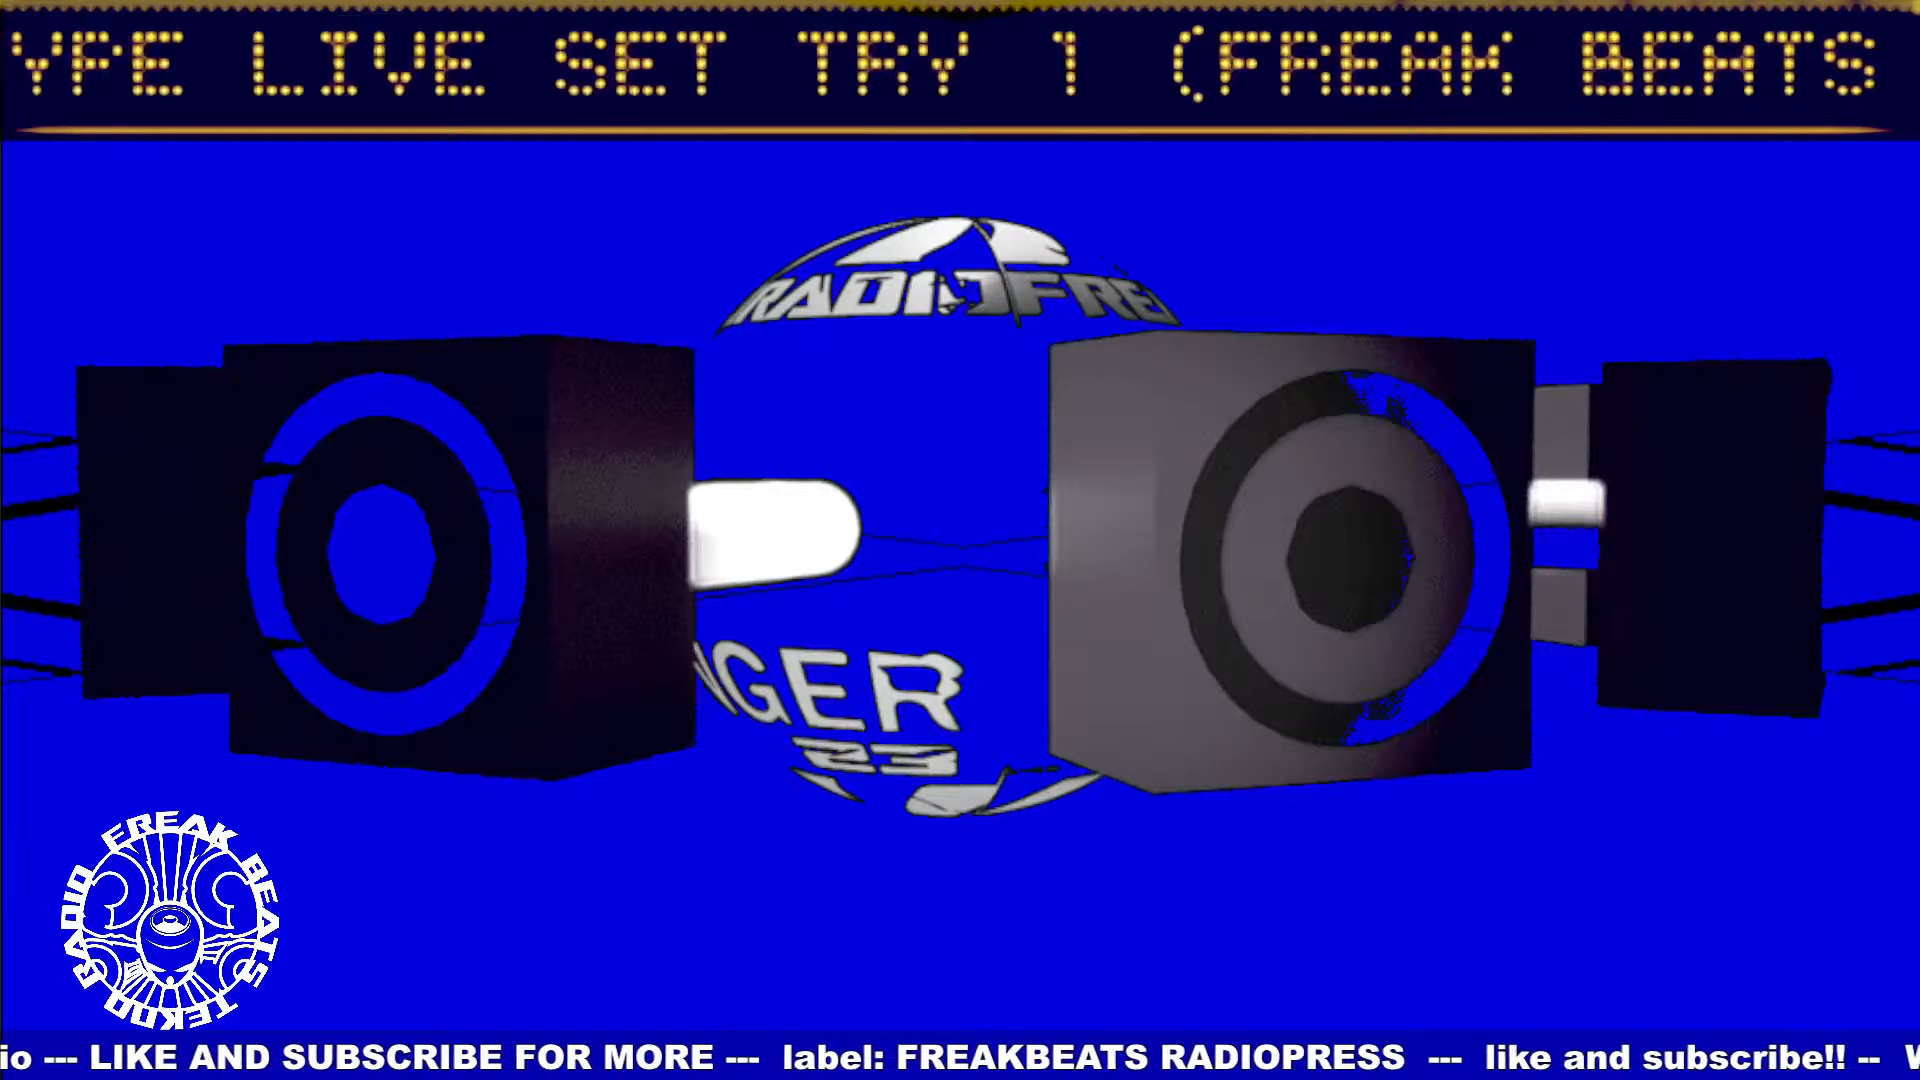 YPE LIVE SET TRY 1 (FREAK BEATS
RADIOFRE
NGER
23
FREAK BEATS TEKNO RADIO
io --- LIKE AND SUBSCRIBE FOR MORE --- label: FREAKBEATS RADIOPRESS --- like and subscribe!! -- W